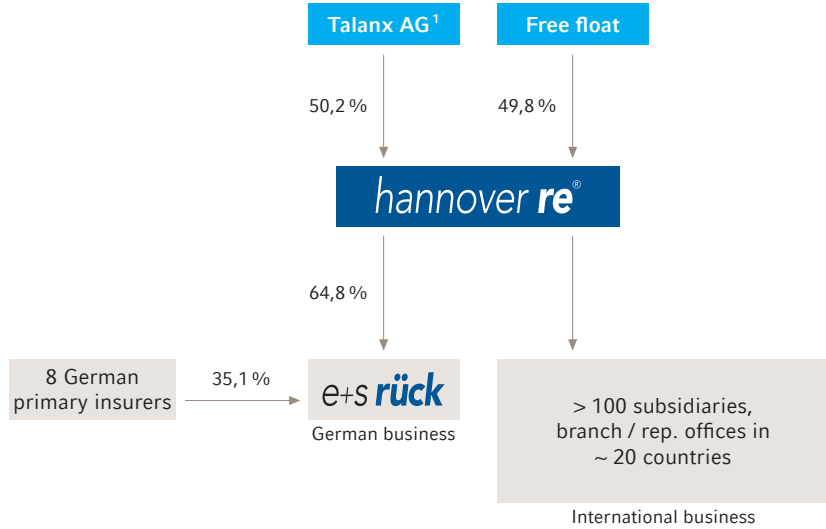 Talanx AG¹
Free float
50,2 %
49,8 %
hannover re®
64,8 %
8 German
primary insurers
35,1 %
e+s rück
German business
> 100 subsidiaries,
branch / rep. offices in
~ 20 countries
International business